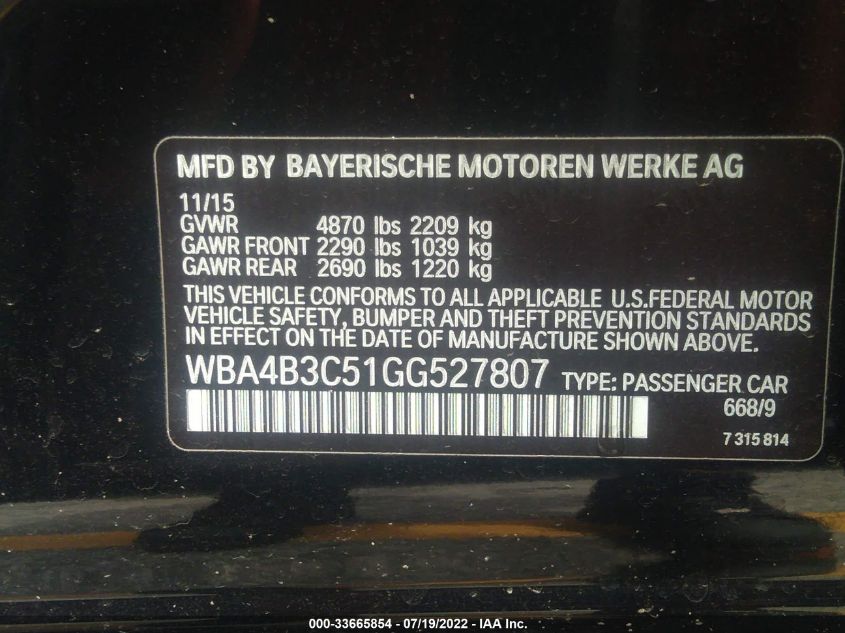 MFD BY BAYERISCHE MOTOREN WERKE AG
11/15
GVWR 4870 lbs 2209 kg
GAWR FRONT 2290 lbs 1039 kg
GAWR REAR 2690 lbs 1220 kg
THIS VEHICLE CONFORMS TO ALL APPLICABLE U.S.FEDERAL MOTOR
VEHICLE SAFETY, BUMPER AND THEFT PREVENTION STANDARDS
IN EFFECT ON THE DATE OF MANUFACTURE SHOWN ABOVE.
WBA4B3C51GG527807 TYPE: PASSENGER CAR
668/9
7 315 814
000-33665854 - 07/19/2022 - IAA Inc.